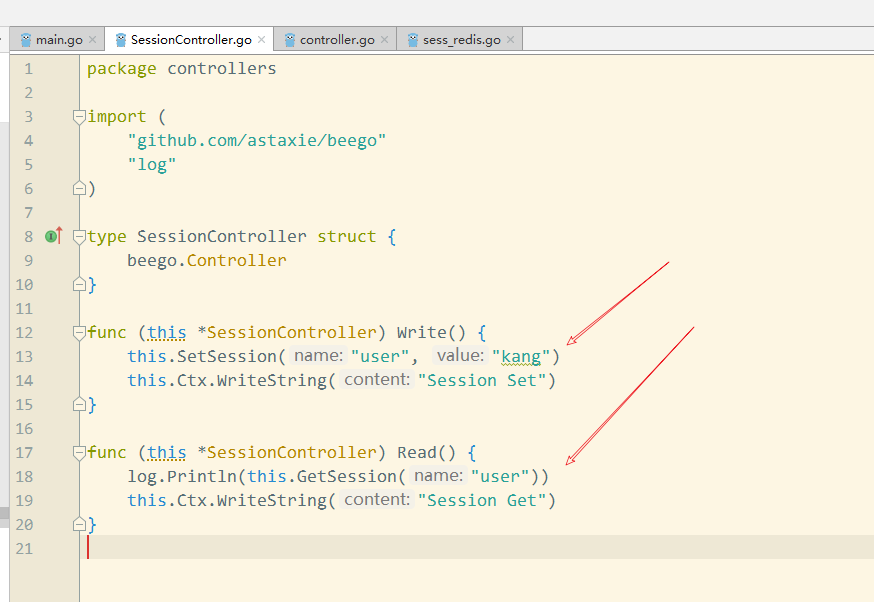 main.go SessionController.go controller.go sess_redis.go
1 package controllers
2
3 import (
4 "github.com/astaxie/beego"
5 "log"
6 )
7
8 type SessionController struct {
9 beego.Controller
10 }
11
12 func (this *SessionController) Write() {
13 this.SetSession( name: "user", value: "kang")
14 this.Ctx.WriteString( content: "Session Set")
15 }
16
17 func (this *SessionController) Read() {
18 log.Println(this.GetSession( name: "user"))
19 this.Ctx.WriteString( content: "Session Get")
20 }
21